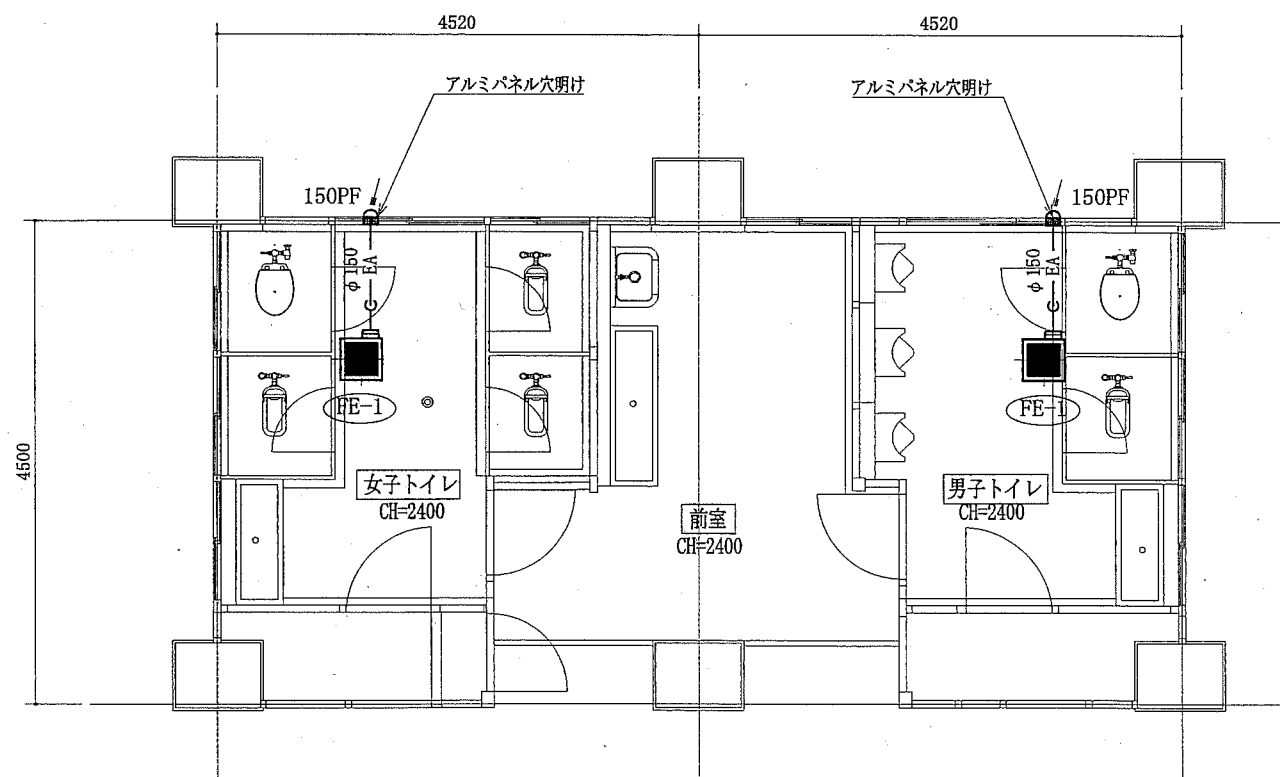 4520
4520
アルミパネル穴明け
アルミパネル穴明け
150PF
150PF
φ150
EA
φ150
EA
FE-1
FE-1
4500
女子トイレ
CH=2400
前室
CH=2400
男子トイレ
CH=2400